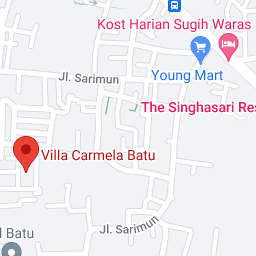 Kost Harian Sugih Waras
Young Mart
Jl. Sarimun
The Singhasari Res
Villa Carmela Batu
Jl. Sarimun
l Batu